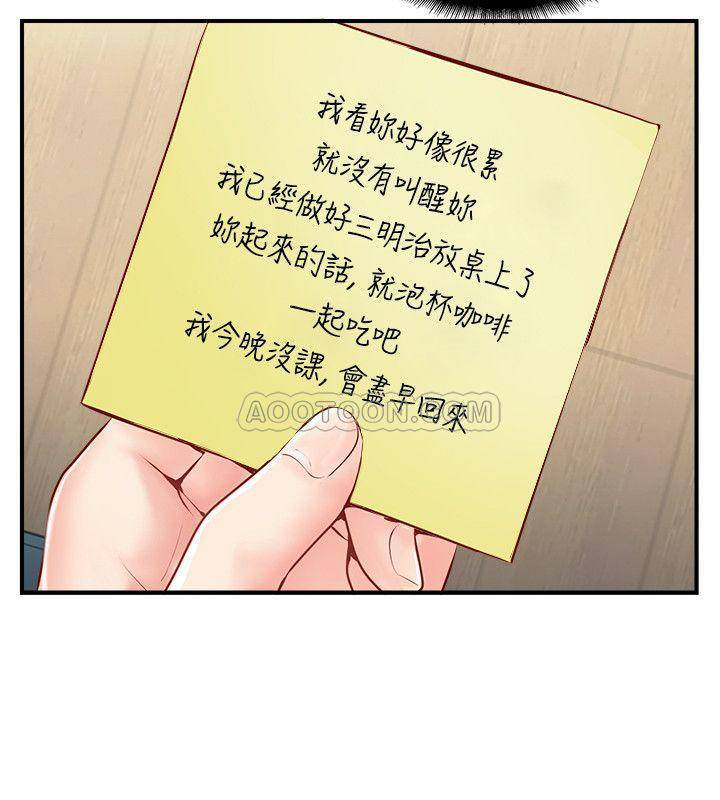 我看妳好像很累
就沒有叫醒妳
我已經做好三明治放桌上了
妳起來的話, 就泡杯咖啡
一起吃吧
我今晚沒課, 會盡早回來
AOOTOON.COM